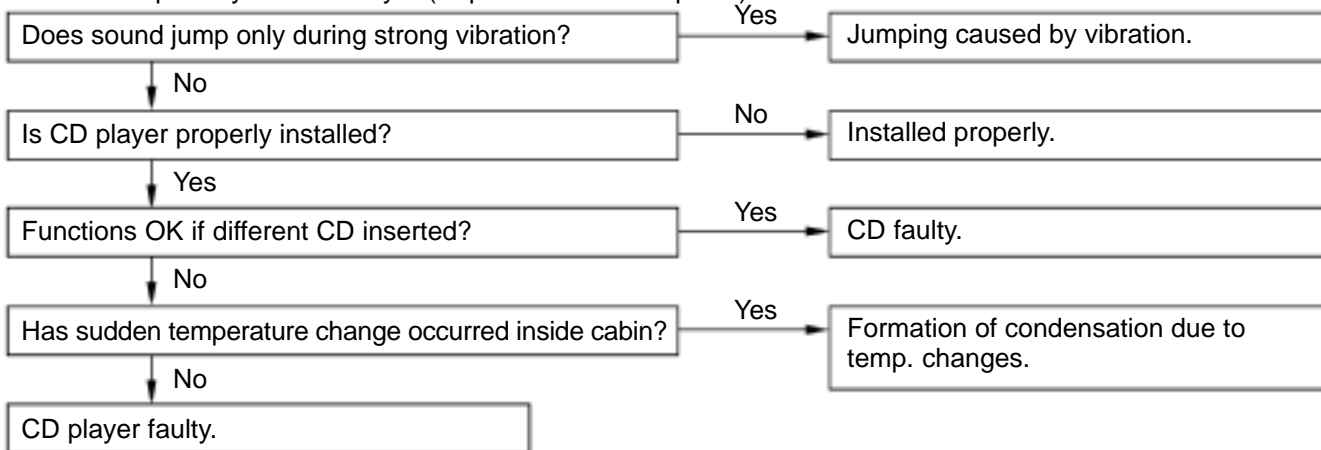 Yes
Does sound jump only during strong vibration?
Jumping caused by vibration.
No
Is CD player properly installed?
No
Installed properly.
Yes
Functions OK if different CD inserted?
Yes
CD faulty.
No
Has sudden temperature change occurred inside cabin?
Yes
Formation of condensation due to
temp. changes.
No
CD player faulty.